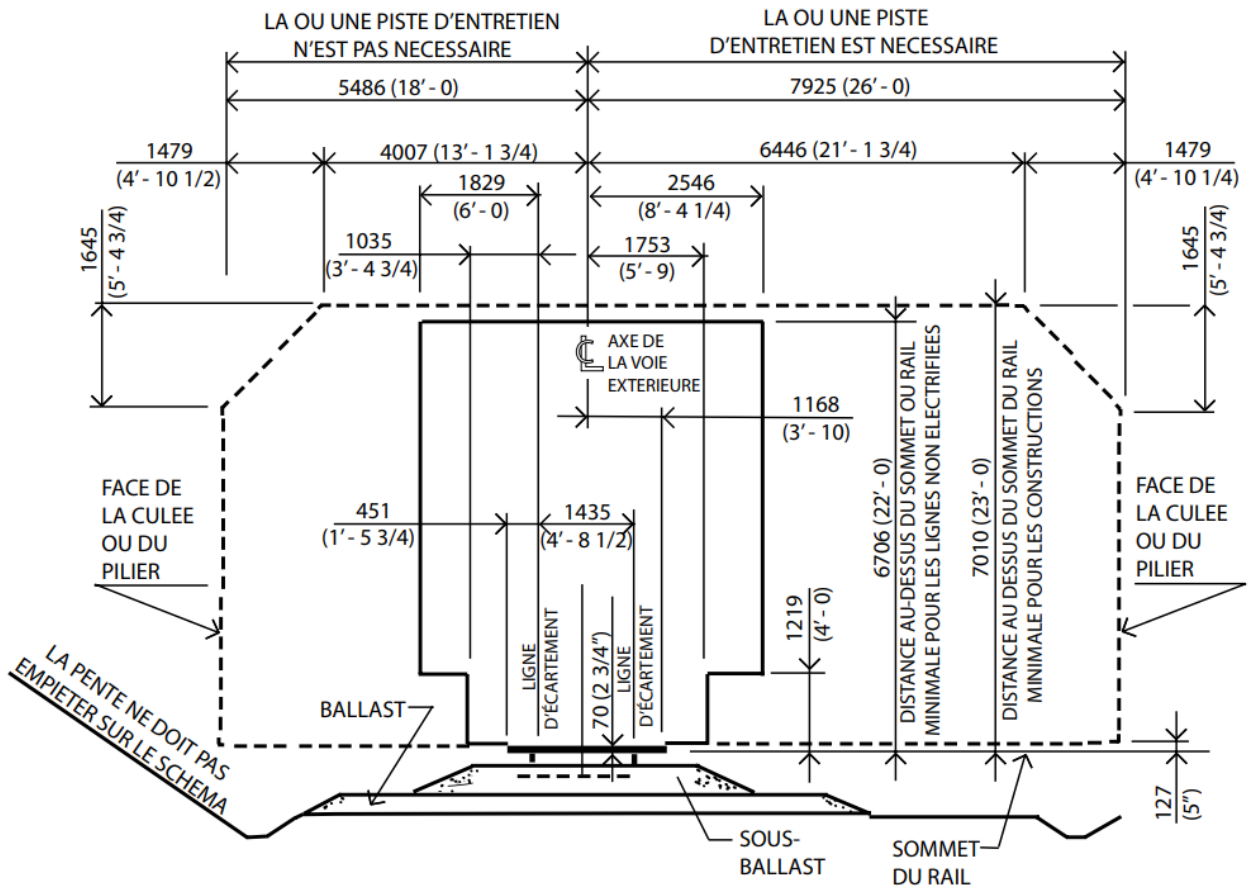 LA OU UNE PISTE D'ENTRETIEN
N'EST PAS NECESSAIRE
LA OU UNE PISTE
D'ENTRETIEN EST NECESSAIRE
5486 (18' - 0)
7925 (26' - 0)
1479
(4' - 10 1/2)
4007 (13' - 1 3/4)
6446 (21' - 1 3/4)
1479
(4' - 10 1/4)
1829
(6' - 0)
2546
(8' - 4 1/4)
1645
(5' - 4 3/4)
1035
(3' - 4 3/4)
1753
(5' - 9)
1645
(5' - 4 3/4)
CL
AXE DE
LA VOIE
EXTERIEURE
1168
(3' - 10)
6706 (22' - 0)
DISTANCE AU-DESSUS DU SOMMET OU RAIL
MINIMALE POUR LES LIGNES NON ELECTRIFIEES
7010 (23' - 0)
DISTANCE AU DESSUS DU SOMMET DU RAIL
MINIMALE POUR LES CONSTRUCTIONS
FACE DE
LA CULEE
OU DU
PILIER
451
(1' - 5 3/4)
1435
(4' - 8 1/2)
FACE DE
LA CULEE
OU DU
PILIER
1219
(4' - 0)
LIGNE
D'ÉCARTEMENT
70 (2 3/4")
LIGNE
D'ÉCARTEMENT
LA PENTE NE DOIT PAS
EMPIETER SUR LE SCHEMA
BALLAST
127
(5")
SOUS-
BALLAST
SOMMET
DU RAIL